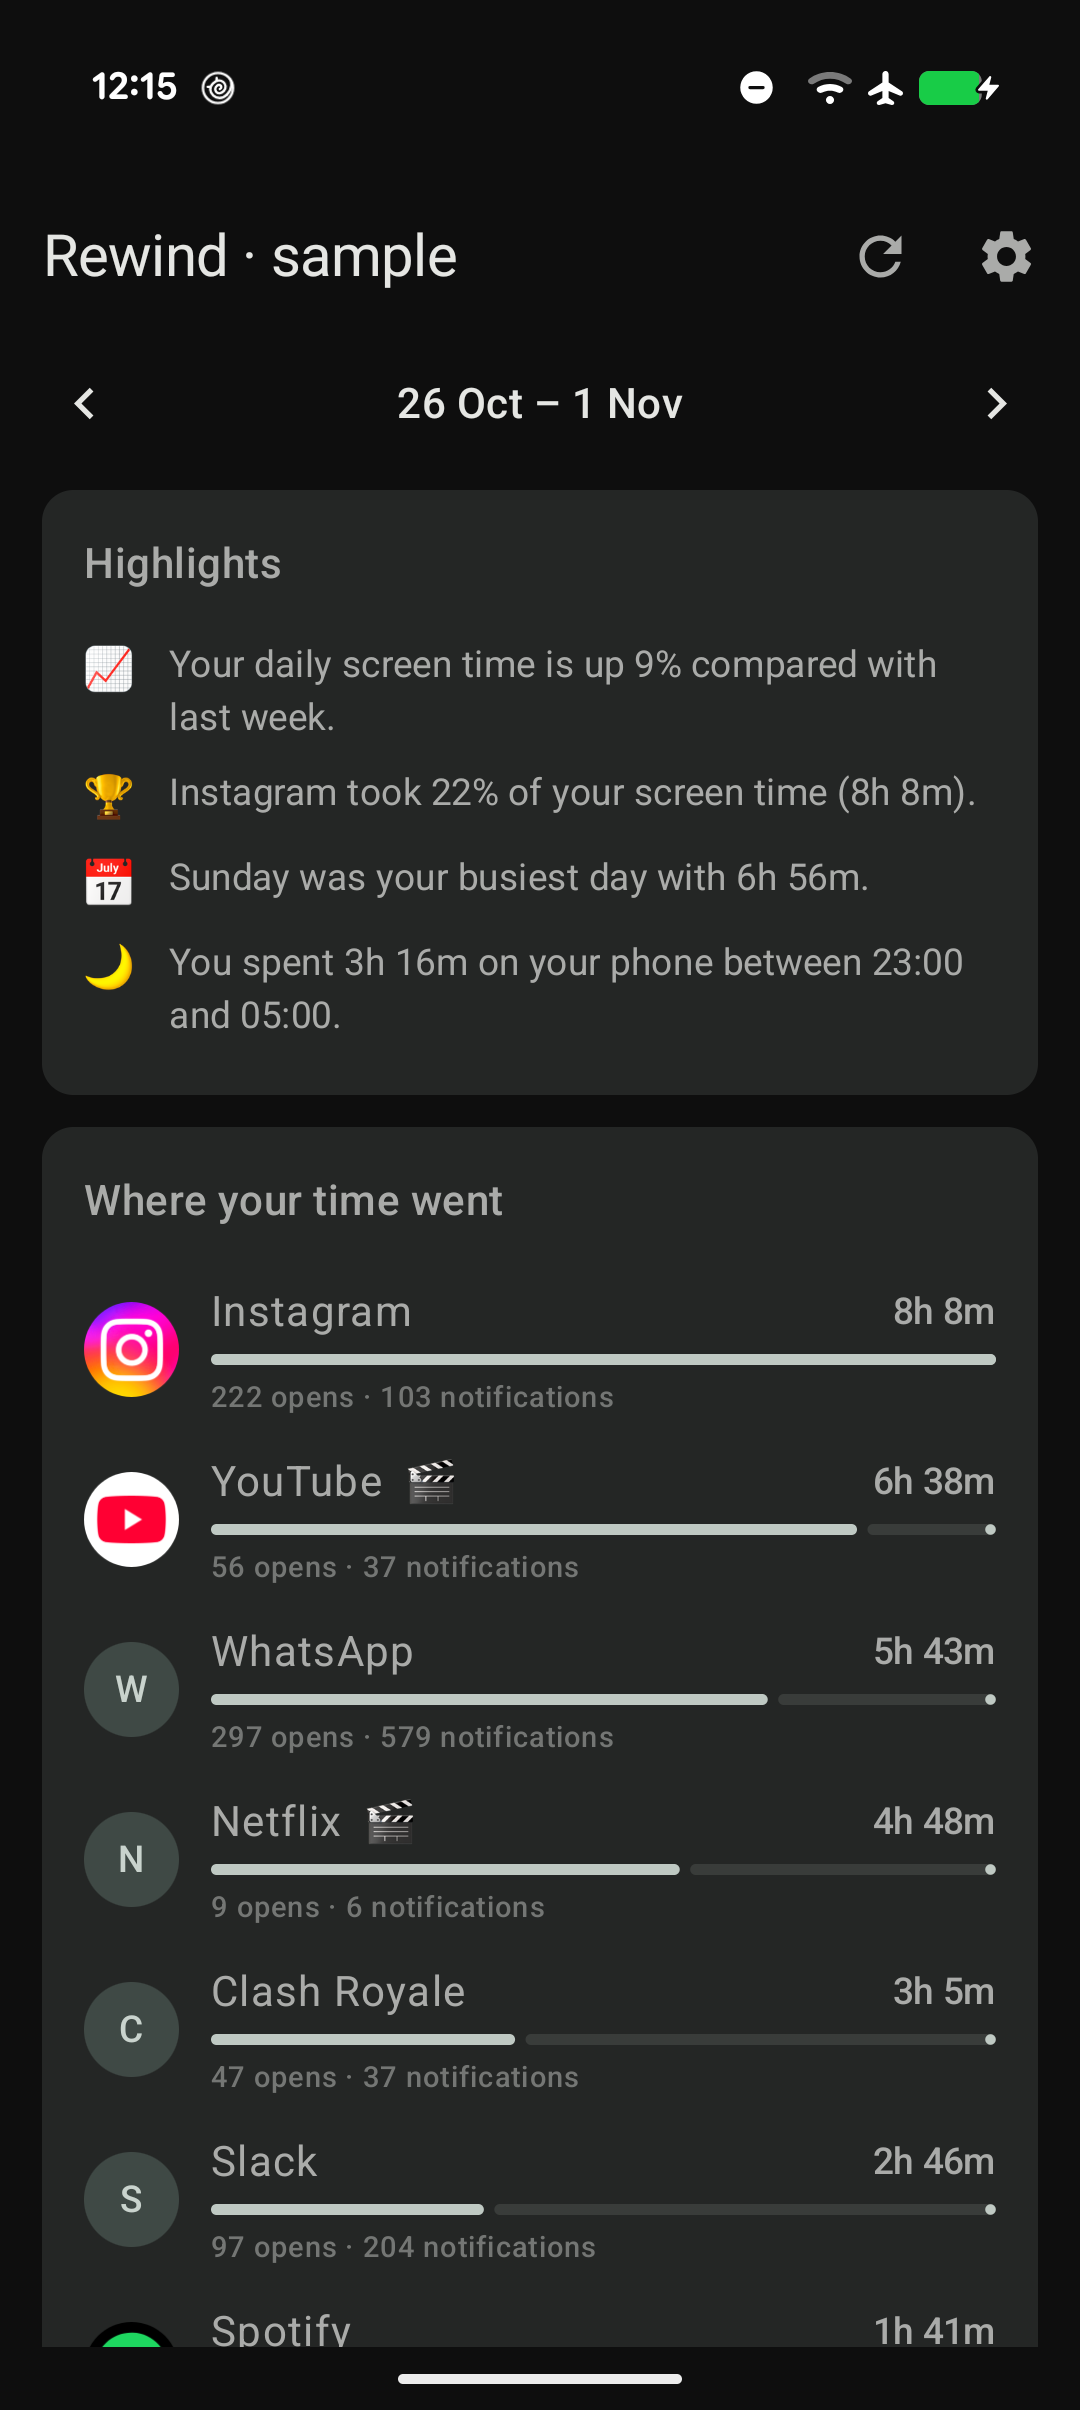 12:15
Rewind · sample
26 Oct – 1 Nov
Highlights
Your daily screen time is up 9% compared with
last week.
Instagram took 22% of your screen time (8h 8m).
July
17
Sunday was your busiest day with 6h 56m.
You spent 3h 16m on your phone between 23:00
and 05:00.
Where your time went
Instagram 8h 8m
222 opens · 103 notifications
YouTube 🎬 6h 38m
56 opens · 37 notifications
W
WhatsApp 5h 43m
297 opens · 579 notifications
N
Netflix 🎬 4h 48m
9 opens · 6 notifications
C
Clash Royale 3h 5m
47 opens · 37 notifications
S
Slack 2h 46m
97 opens · 204 notifications
Spotify 1h 41m